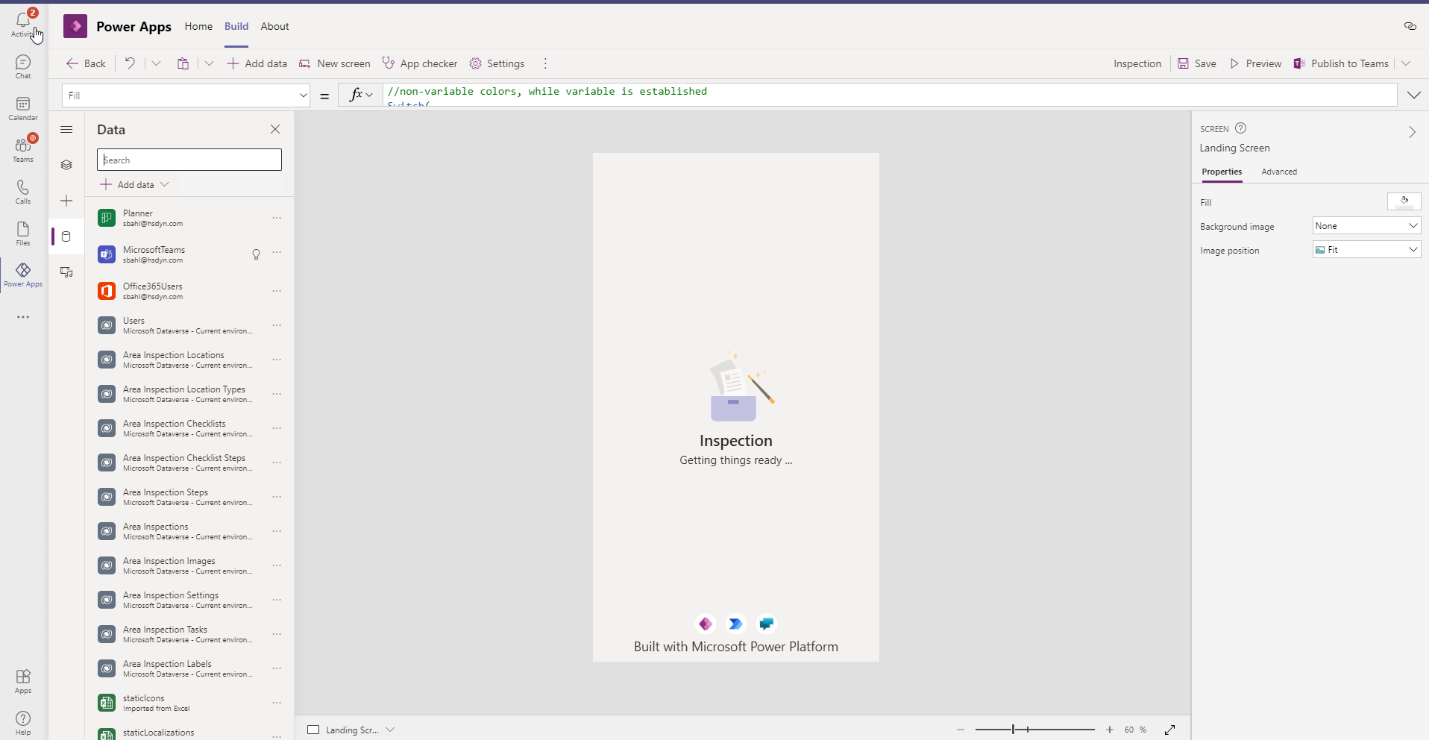 2
Activity
Chat
Calendar
Teams
Calls
Files
Power Apps
Apps
Help
Power Apps Home Build About
Back Add data New screen App checker Settings Inspection Save Preview Publish to Teams
Fill = fx //non-variable colors, while variable is established
Switch(
Data
Search
Add data
Planner
sbahl@hsdyn.com
MicrosoftTeams
sbahl@hsdyn.com
Office365Users
sbahl@hsdyn.com
Users
Microsoft Dataverse - Current environ...
Area Inspection Locations
Microsoft Dataverse - Current environ...
Area Inspection Location Types
Microsoft Dataverse - Current environ...
Area Inspection Checklists
Microsoft Dataverse - Current environ...
Area Inspection Checklist Steps
Microsoft Dataverse - Current environ...
Area Inspection Steps
Microsoft Dataverse - Current environ...
Area Inspections
Microsoft Dataverse - Current environ...
Area Inspection Images
Microsoft Dataverse - Current environ...
Area Inspection Settings
Microsoft Dataverse - Current environ...
Area Inspection Tasks
Microsoft Dataverse - Current environ...
Area Inspection Labels
Microsoft Dataverse - Current environ...
staticIcons
Imported from Excel
staticLocalizations
Inspection
Getting things ready ...
Built with Microsoft Power Platform
Landing Scr... 60 %
SCREEN
Landing Screen
Properties Advanced
Fill
Background image None
Image position Fit